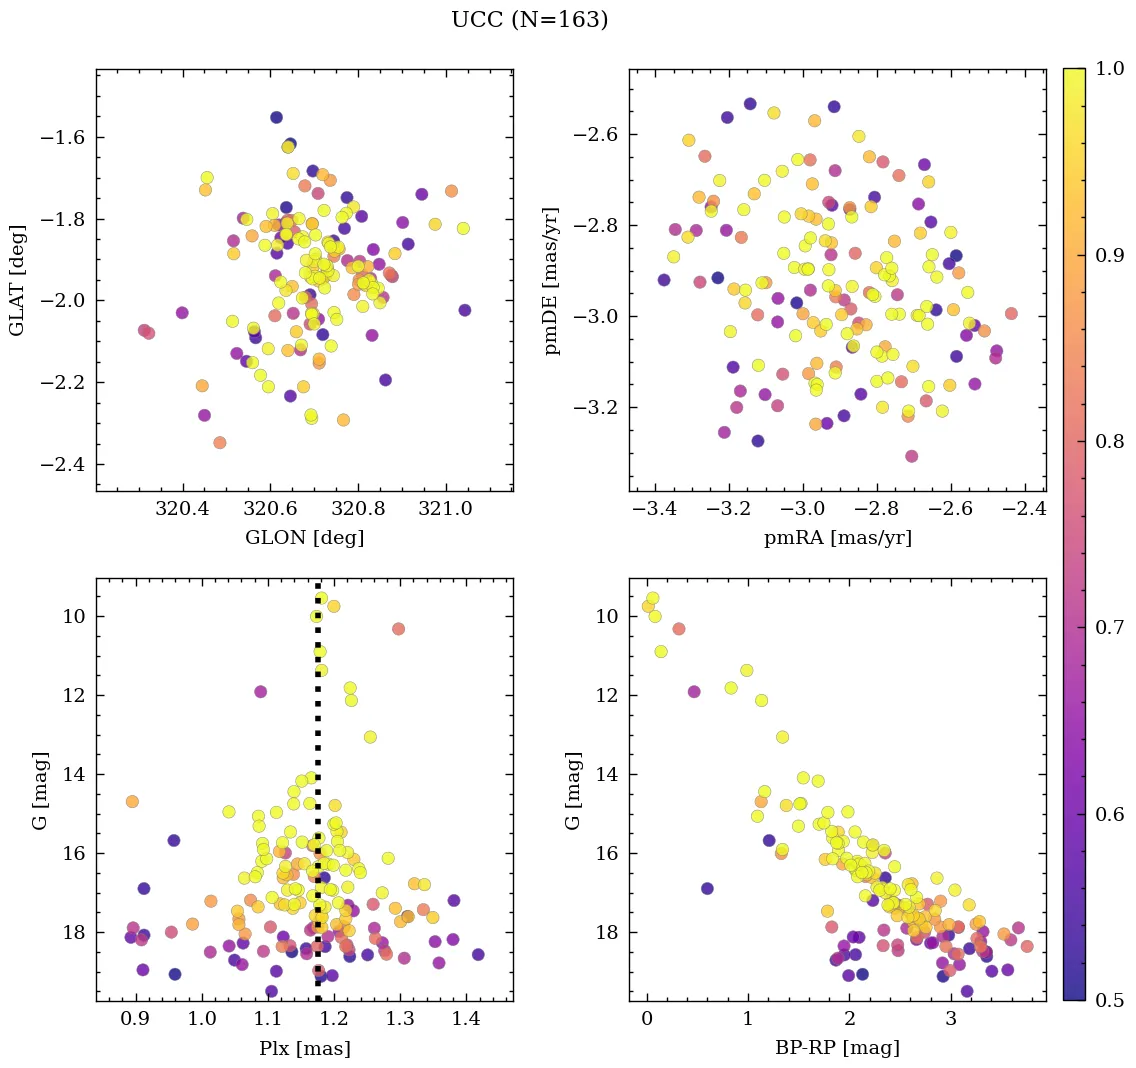 UCC (N=163)
−1.6
−1.8
−2.0
−2.2
−2.4
GLAT [deg]
320.4 320.6 320.8 321.0
GLON [deg]
−2.6
−2.8
−3.0
−3.2
pmDE [mas/yr]
−3.4 −3.2 −3.0 −2.8 −2.6 −2.4
pmRA [mas/yr]
10
12
14
16
18
G [mag]
0.9 1.0 1.1 1.2 1.3 1.4
Plx [mas]
10
12
14
16
18
G [mag]
0 1 2 3
BP-RP [mag]
1.0
0.9
0.8
0.7
0.6
0.5